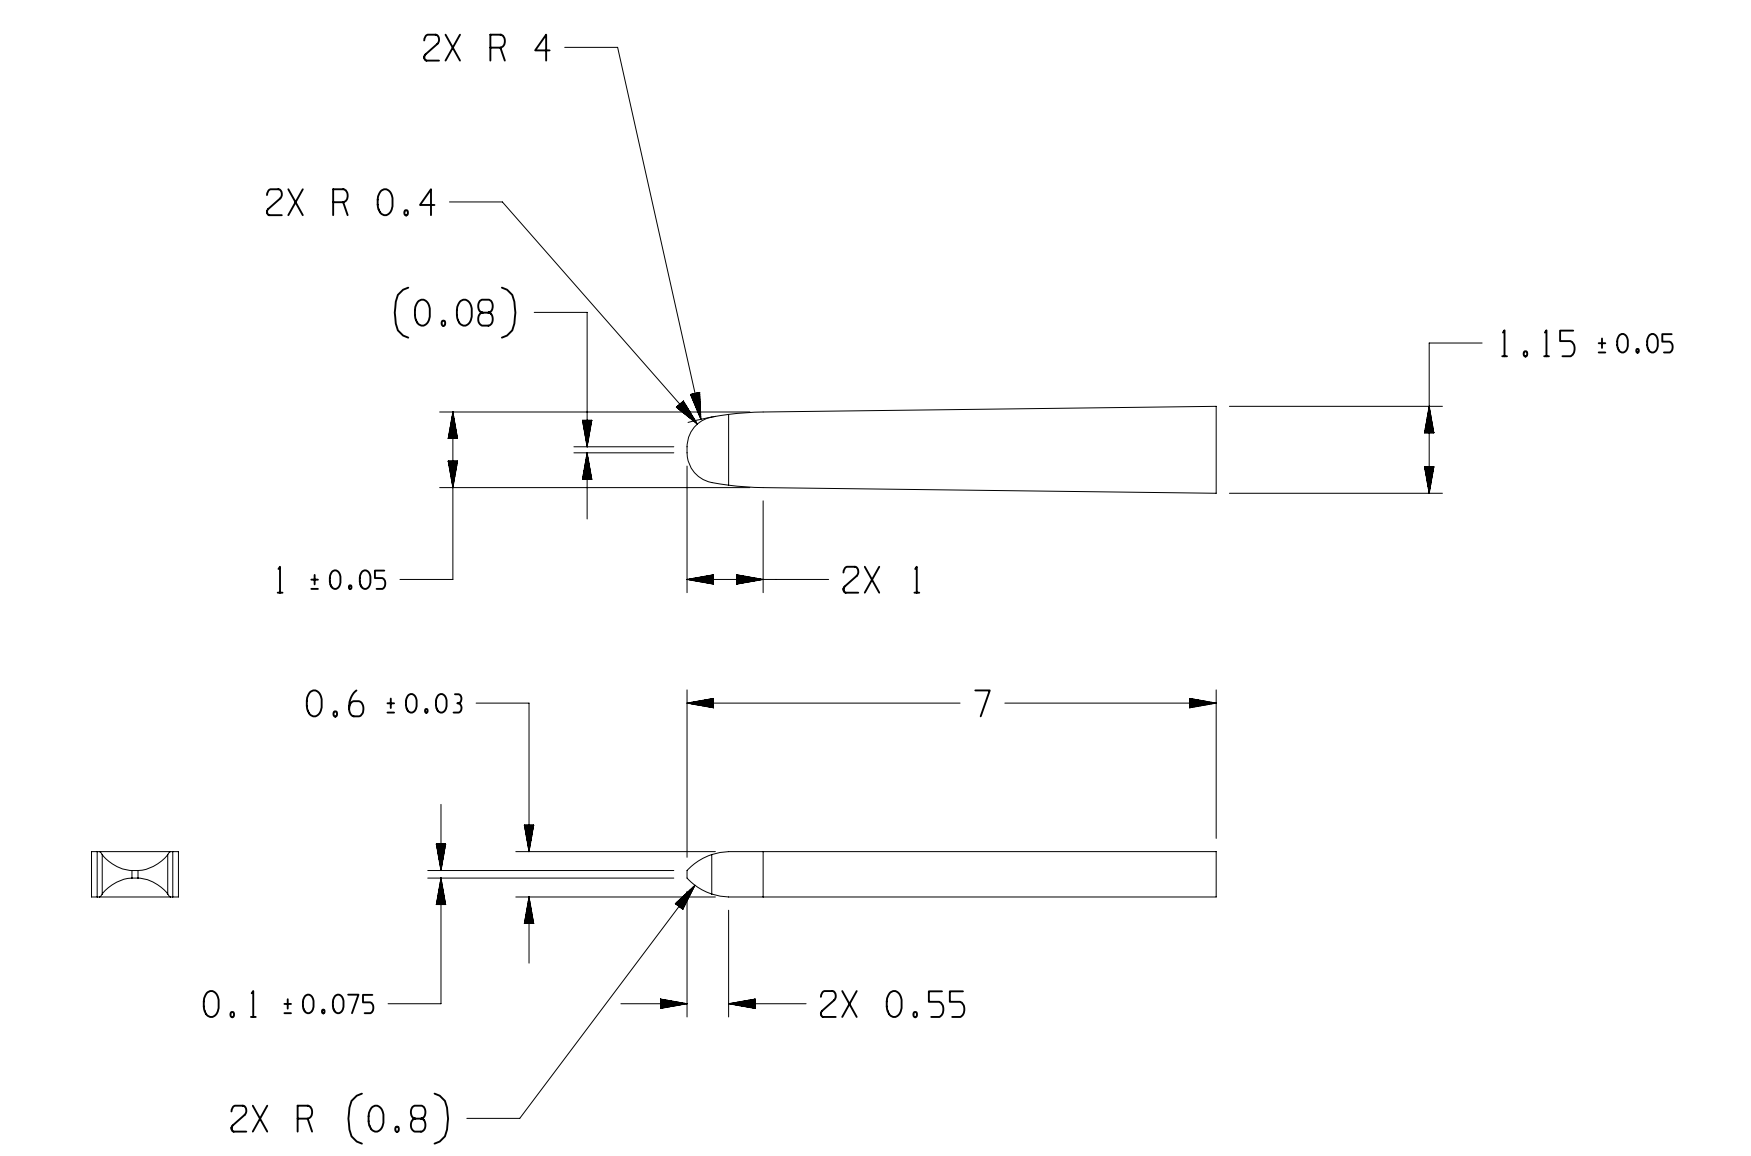 2X R 4
2X R 0.4
(0.08)
1.15 ±0.05
1 ±0.05
2X 1
0.6 ±0.03
7
0.1 ±0.075
2X 0.55
2X R (0.8)